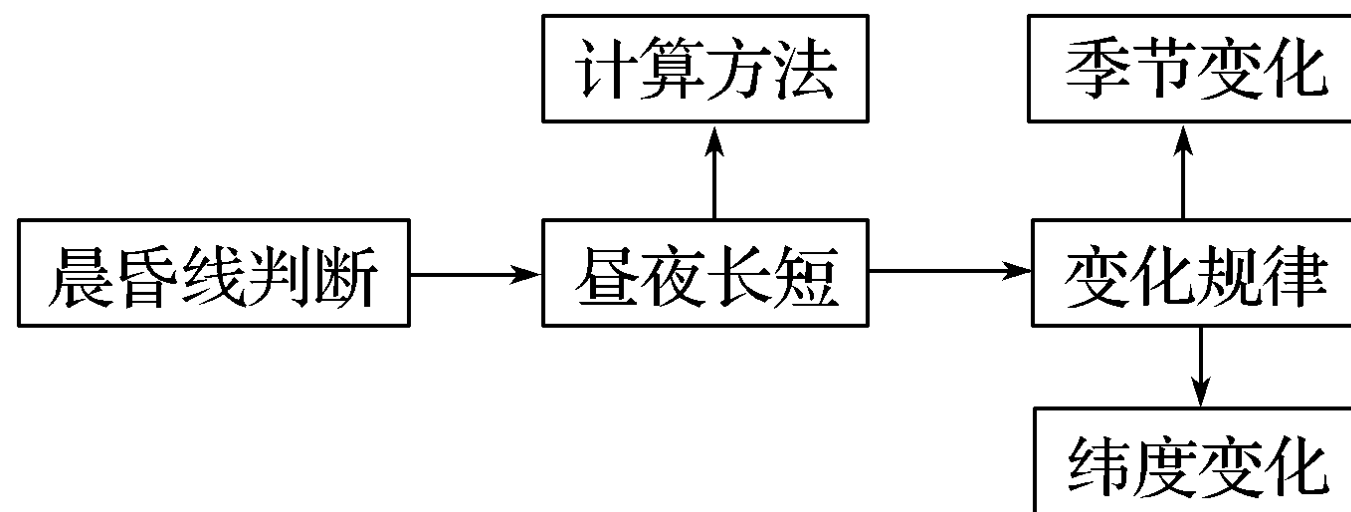 计算方法
季节变化
晨昏线判断
昼夜长短
变化规律
纬度变化